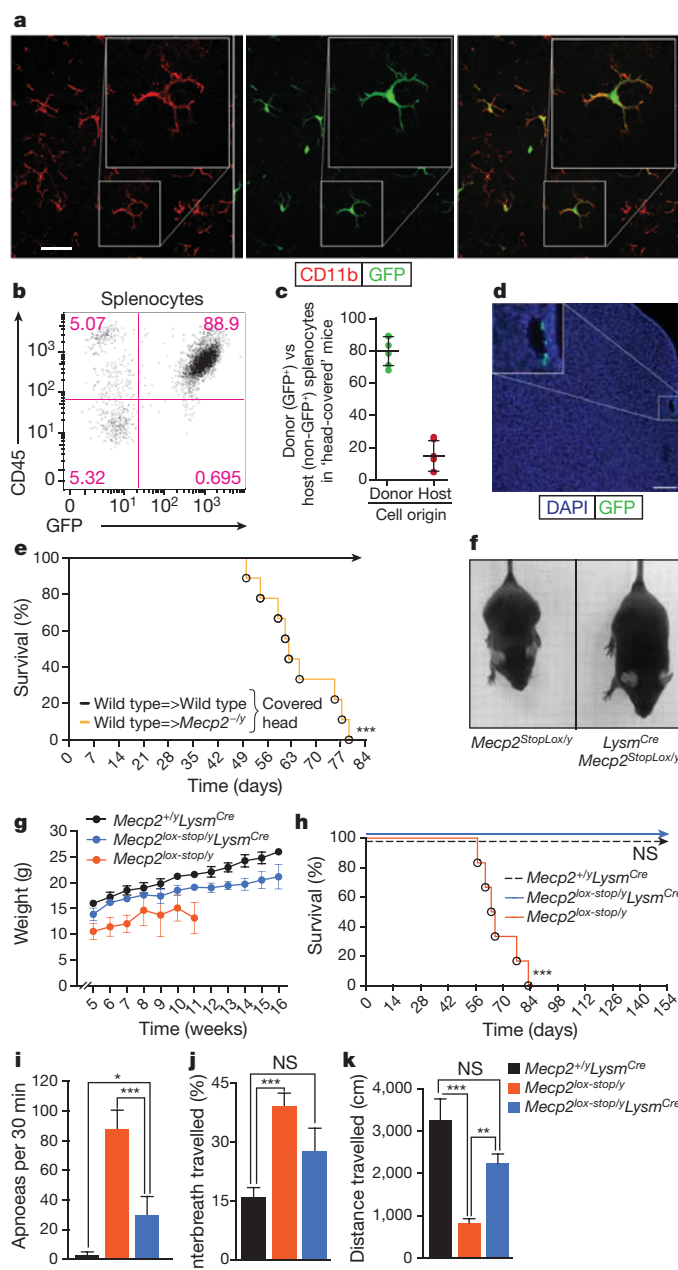 a
CD11b GFP
b
Splenocytes
5.07 88.9
5.32 0.695
10³
10²
10¹
0
CD45
0 10¹ 10² 10³
GFP
c
Donor (GFP⁺) vs
host (non-GFP⁺) splenocytes
in 'head-covered' mice
100
80
60
40
20
0
Donor Host
Cell origin
d
DAPI GFP
e
Survival (%)
100
80
60
40
20
0
Wild type=>Wild type
Wild type=>Mecp2⁻/y
Covered
head
***
0 7 14 21 28 35 42 49 56 63 70 77 84
Time (days)
f
Mecp2StopLox/y
LysmCre
Mecp2StopLox/y
g
Mecp2+/yLysmCre
Mecp2lox-stop/yLysmCre
Mecp2lox-stop/y
Weight (g)
30
25
20
15
10
5
0
5 6 7 8 9 10 11 12 13 14 15 16
Time (weeks)
h
Survival (%)
100
80
60
40
20
0
NS
Mecp2+/yLysmCre
Mecp2lox-stop/yLysmCre
Mecp2lox-stop/y
***
0 14 28 42 56 70 84 98 112 126 140 154
Time (days)
i
Apnoeas per 30 min
120
100
80
60
40
20
0
*
***
j
nterbreath travelled (%)
45
30
15
0
NS
***
k
Distance travelled (cm)
4,000
3,000
2,000
1,000
0
NS
***
**
Mecp2+/yLysmCre
Mecp2lox-stop/y
Mecp2lox-stop/yLysmCre